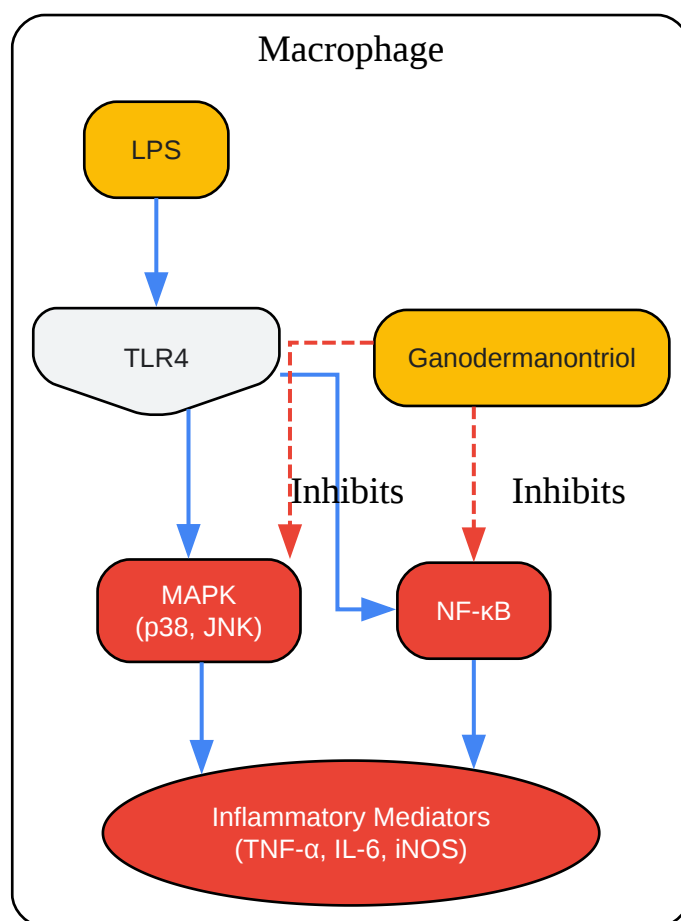 Macrophage
LPS
TLR4
Ganodermanontriol
Inhibits
Inhibits
MAPK
(p38, JNK)
NF-κB
Inflammatory Mediators
(TNF-α, IL-6, iNOS)